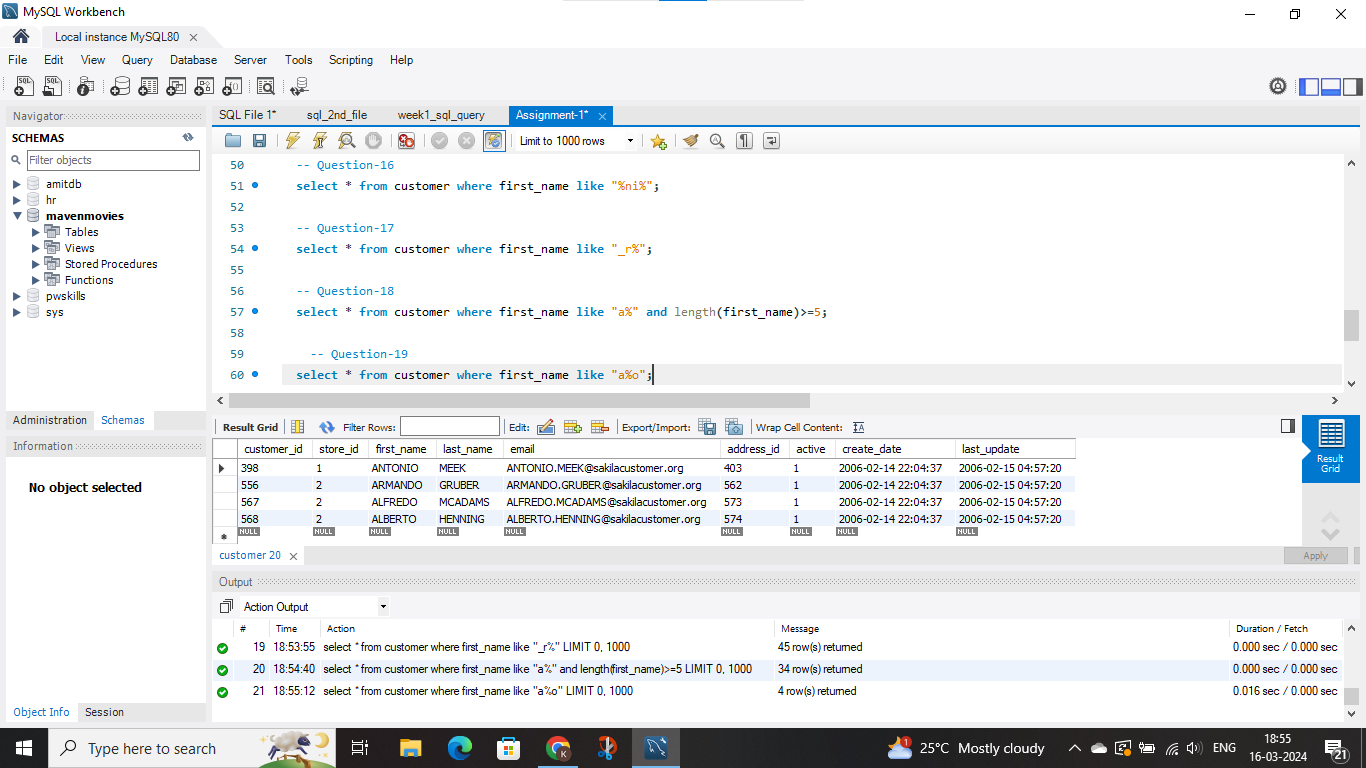 MySQL Workbench
Local instance MySQL80
File Edit View Query Database Server Tools Scripting Help
Navigator
SCHEMAS
Filter objects
amitdb
hr
mavenmovies
Tables
Views
Stored Procedures
Functions
pwskills
sys
Administration Schemas
Information
No object selected
Object Info Session
SQL File 1* sql_2nd_file week1_sql_query Assignment-1*
Limit to 1000 rows
50 -- Question-16
51 select * from customer where first_name like "%ni%";
52
53 -- Question-17
54 select * from customer where first_name like "_r%";
55
56 -- Question-18
57 select * from customer where first_name like "a%" and length(first_name)>=5;
58
59 -- Question-19
60 select * from customer where first_name like "a%o";
Result Grid Filter Rows: Edit: Export/Import: Wrap Cell Content:
customer_id store_id first_name last_name email address_id active create_date last_update
398 1 ANTONIO MEEK ANTONIO.MEEK@sakilacustomer.org 403 1 2006-02-14 22:04:37 2006-02-15 04:57:20
556 2 ARMANDO GRUBER ARMANDO.GRUBER@sakilacustomer.org 562 1 2006-02-14 22:04:37 2006-02-15 04:57:20
567 2 ALFREDO MCADAMS ALFREDO.MCADAMS@sakilacustomer.org 573 1 2006-02-14 22:04:37 2006-02-15 04:57:20
568 2 ALBERTO HENNING ALBERTO.HENNING@sakilacustomer.org 574 1 2006-02-14 22:04:37 2006-02-15 04:57:20
NULL NULL NULL NULL NULL NULL NULL NULL NULL
Result
Grid
customer 20
Apply
Output
Action Output
# Time Action Message Duration / Fetch
19 18:53:55 select * from customer where first_name like "_r%" LIMIT 0, 1000 45 row(s) returned 0.000 sec / 0.000 sec
20 18:54:40 select * from customer where first_name like "a%" and length(first_name)>=5 LIMIT 0, 1000 34 row(s) returned 0.000 sec / 0.000 sec
21 18:55:12 select * from customer where first_name like "a%o" LIMIT 0, 1000 4 row(s) returned 0.016 sec / 0.000 sec
Type here to search
1
25°C Mostly cloudy
ENG
18:55
16-03-2024
21